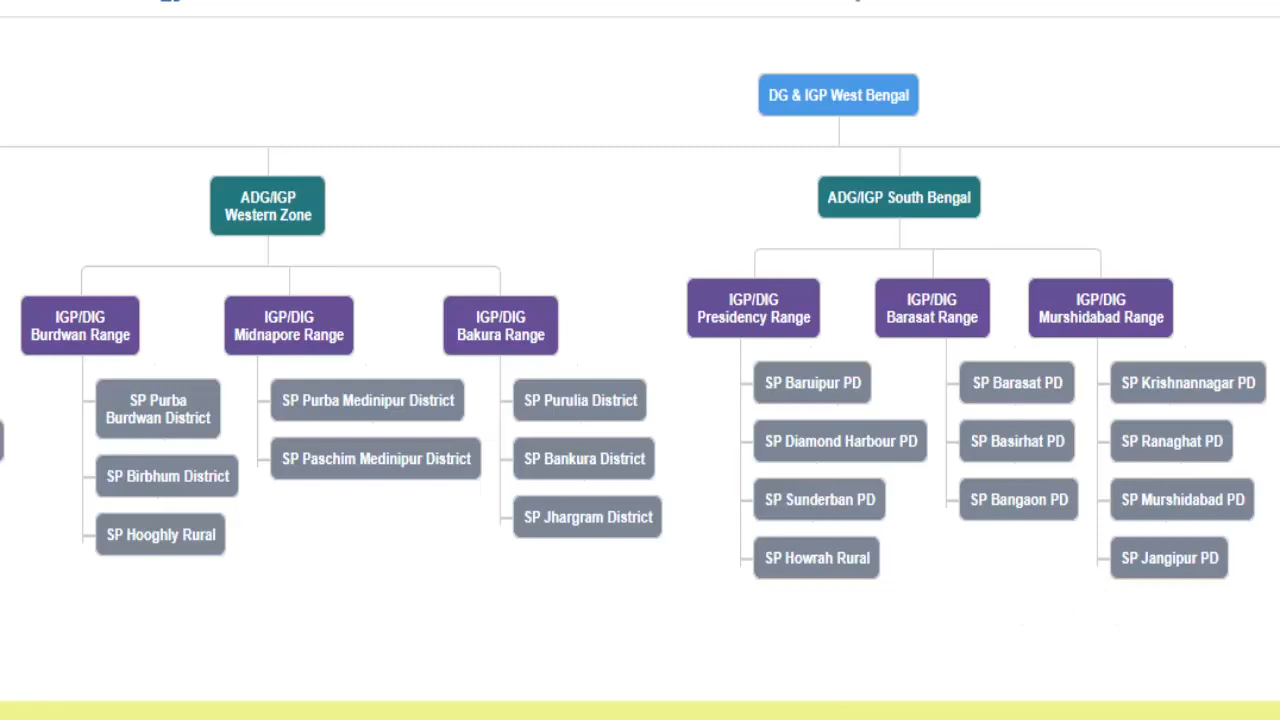 DG & IGP West Bengal
ADG/IGP
Western Zone
ADG/IGP South Bengal
IGP/DIG
Burdwan Range
IGP/DIG
Midnapore Range
IGP/DIG
Bakura Range
IGP/DIG
Presidency Range
IGP/DIG
Barasat Range
IGP/DIG
Murshidabad Range
SP Purba
Burdwan District
SP Birbhum District
SP Hooghly Rural
SP Purba Medinipur District
SP Paschim Medinipur District
SP Purulia District
SP Bankura District
SP Jhargram District
SP Baruipur PD
SP Diamond Harbour PD
SP Sunderban PD
SP Howrah Rural
SP Barasat PD
SP Basirhat PD
SP Bangaon PD
SP Krishnannagar PD
SP Ranaghat PD
SP Murshidabad PD
SP Jangipur PD